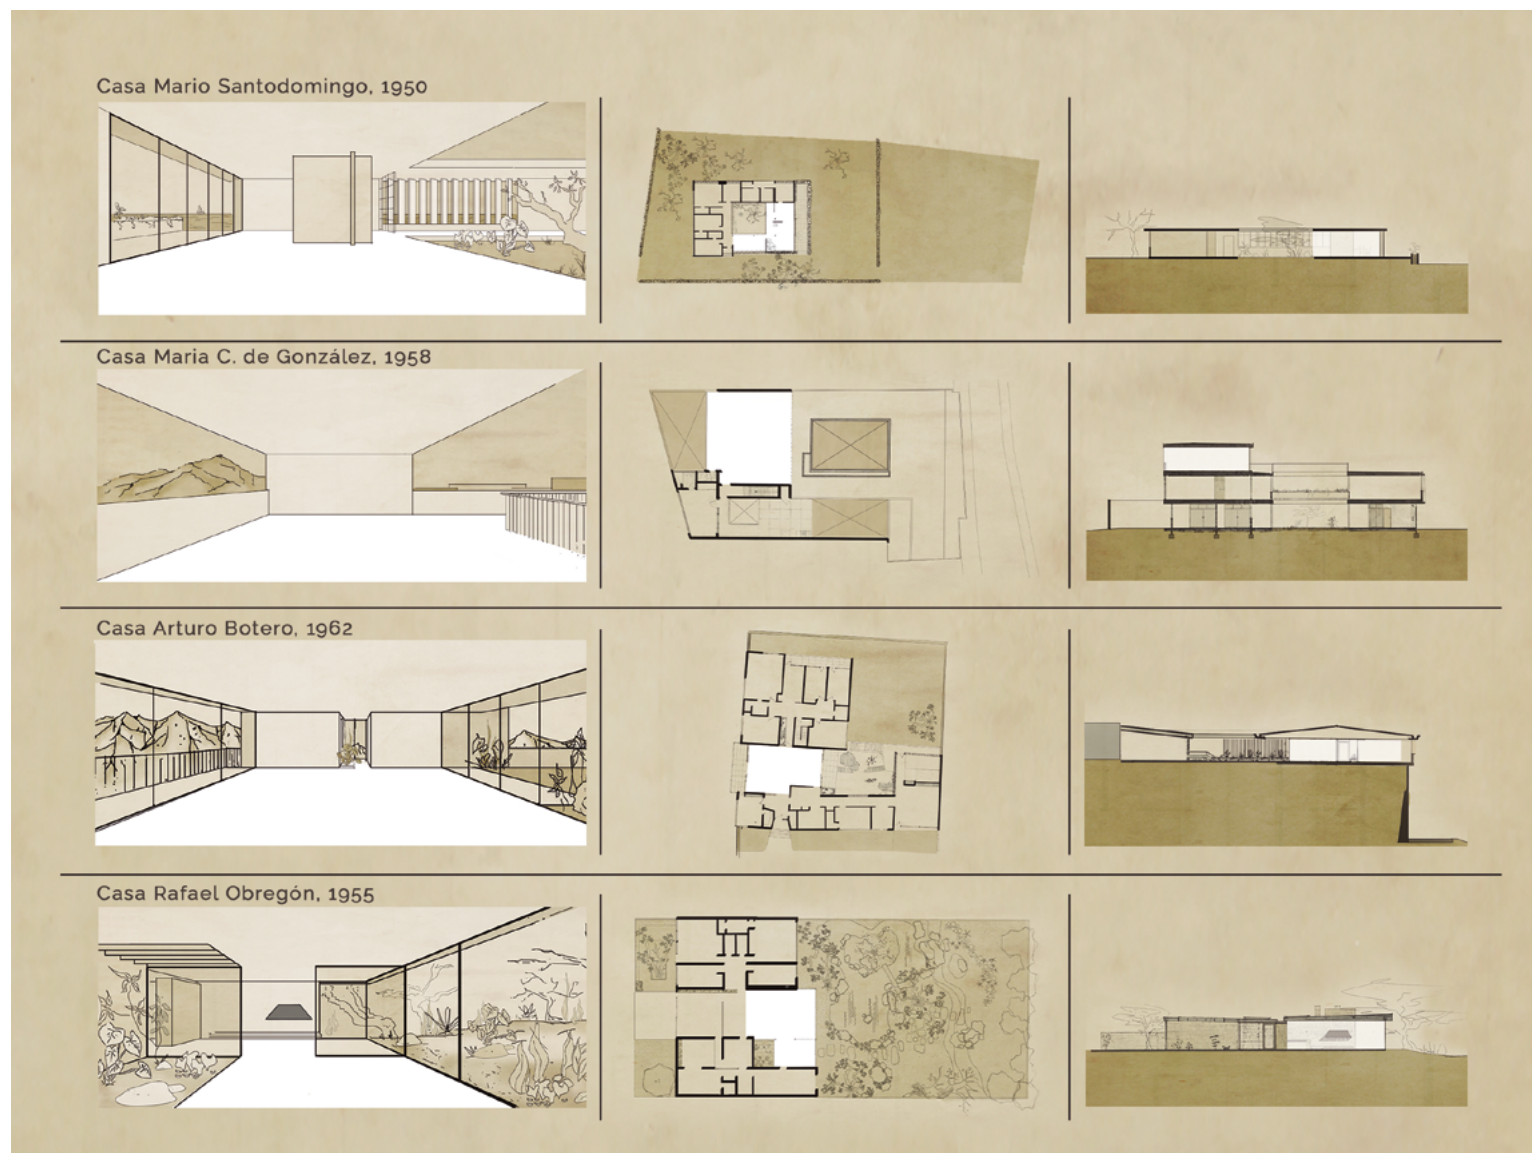 Casa Mario Santodomingo, 1950
Casa Maria C. de González, 1958
Casa Arturo Botero, 1962
Casa Rafael Obregón, 1955